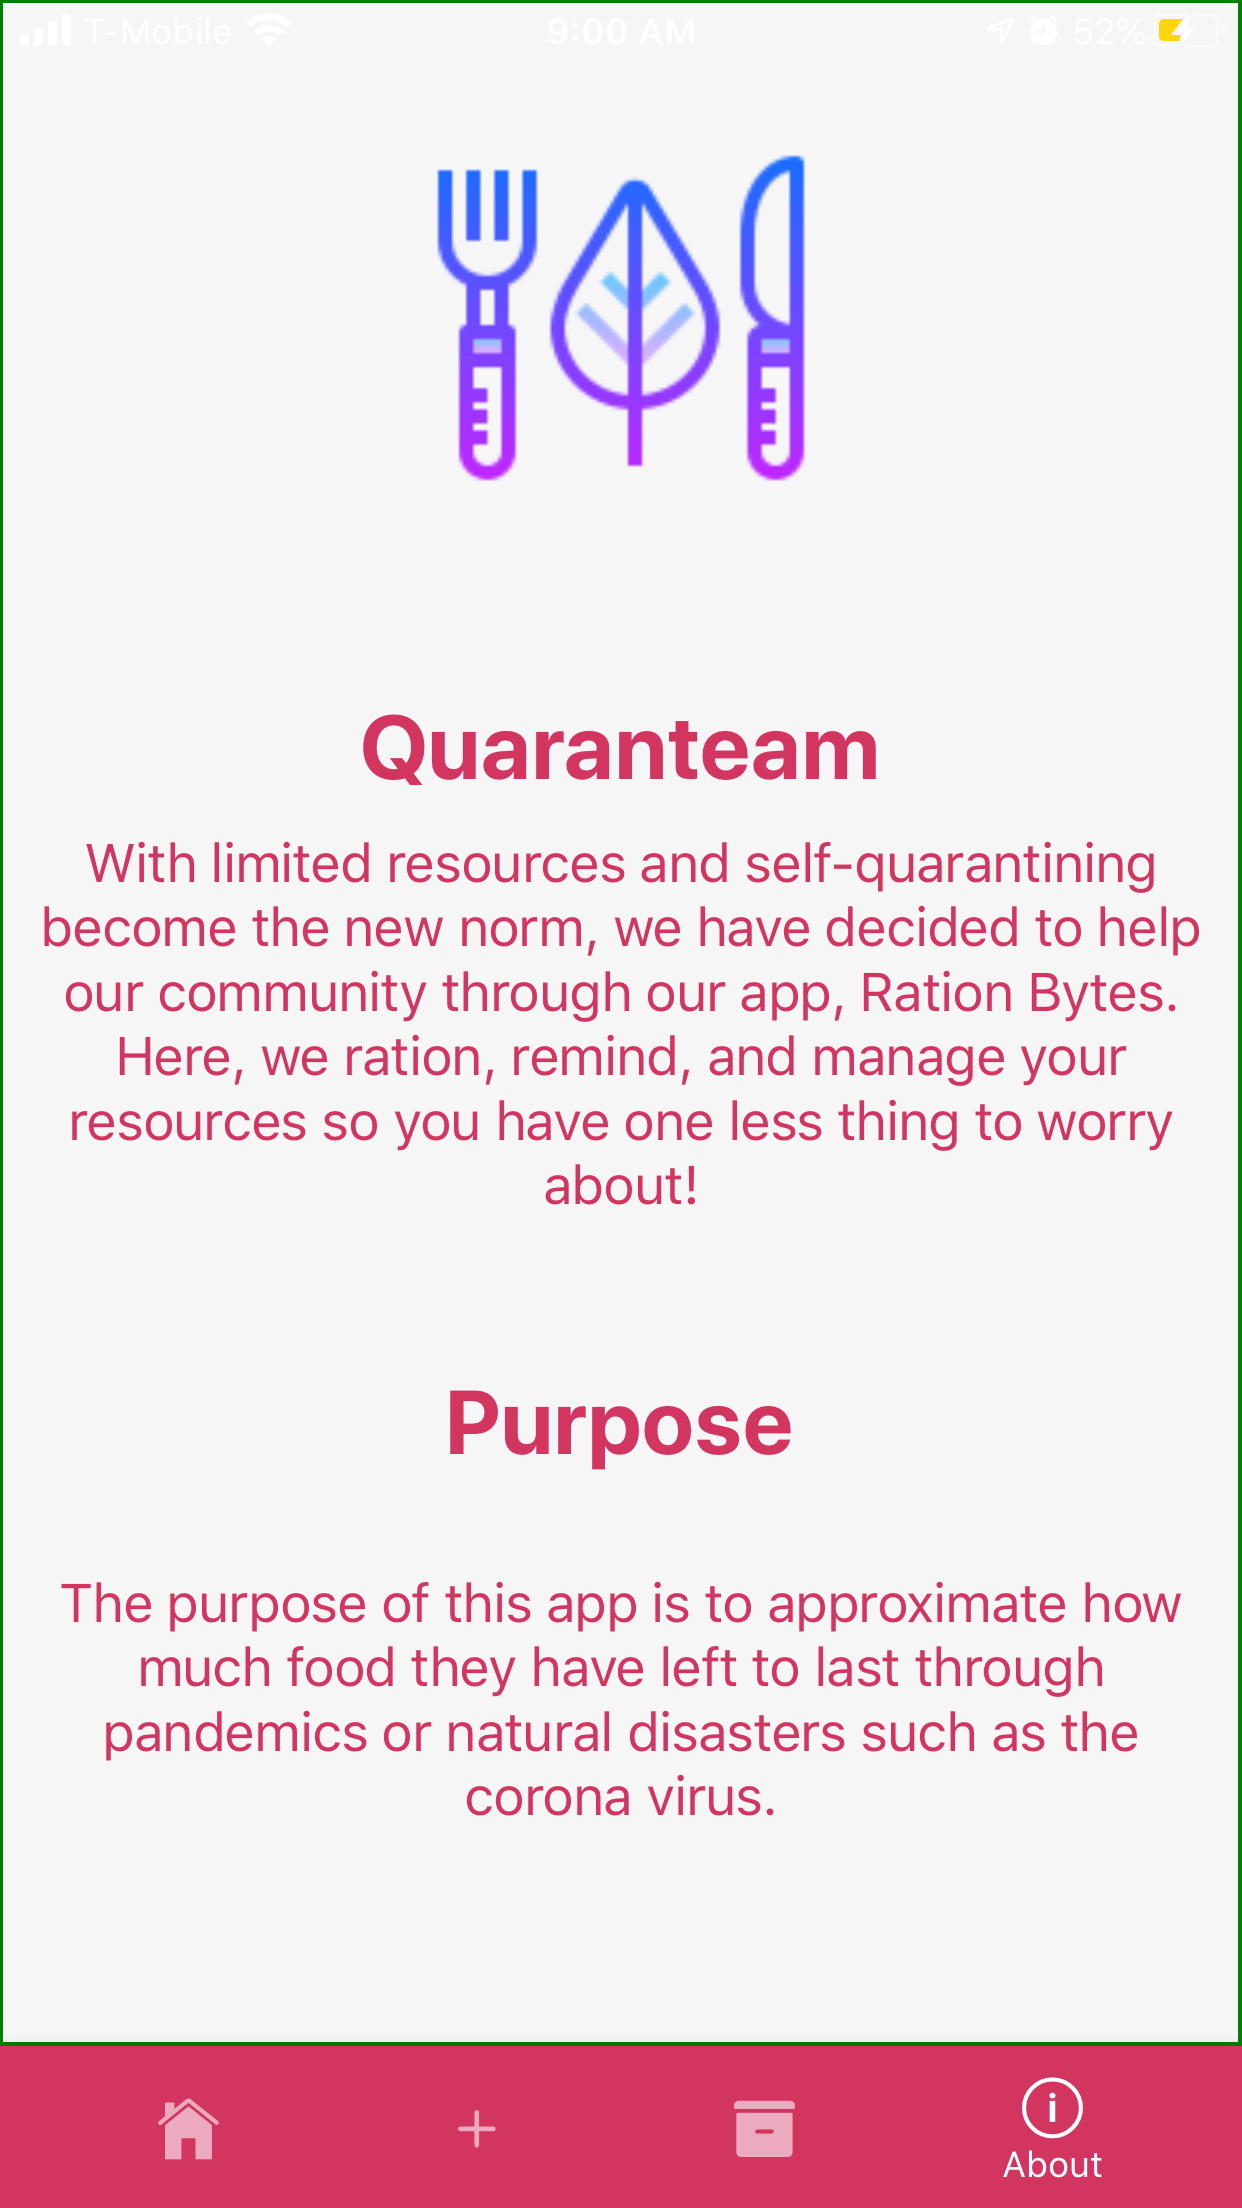 T-Mobile 9:00 AM 52%
Quaranteam
With limited resources and self-quarantining
become the new norm, we have decided to help
our community through our app, Ration Bytes.
Here, we ration, remind, and manage your
resources so you have one less thing to worry
about!
Purpose
The purpose of this app is to approximate how
much food they have left to last through
pandemics or natural disasters such as the
corona virus.
About